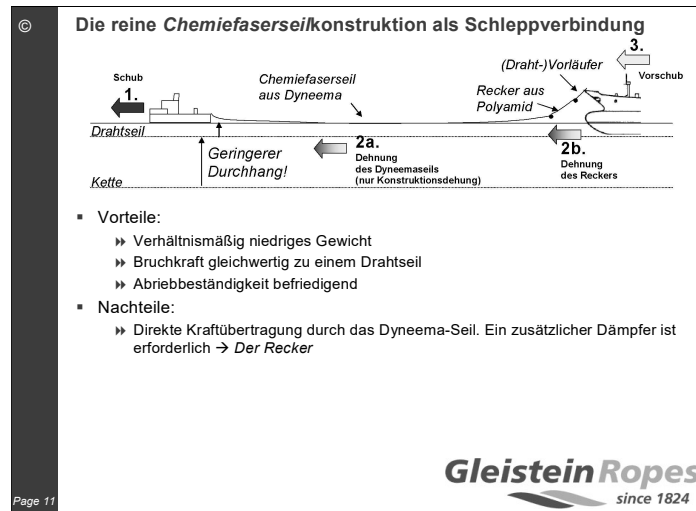 ©
Die reine Chemiefaserseilkonstruktion als Schleppverbindung
3.
(Draht-)Vorläufer
Schub
1.
Chemiefaserseil
aus Dyneema
Recker aus
Polyamid
Vorschub
Drahtseil
Geringerer
Durchhang!
2a.
Dehnung
des Dyneemaseils
(nur Konstruktionsdehung)
2b.
Dehnung
des Reckers
Kette
▪ Vorteile:
Verhältnismäßig niedriges Gewicht
Bruchkraft gleichwertig zu einem Drahtseil
Abriebbeständigkeit befriedigend
▪ Nachteile:
Direkte Kraftübertragung durch das Dyneema-Seil. Ein zusätzlicher Dämpfer ist
erforderlich → Der Recker
Gleistein Ropes
since 1824
Page 11